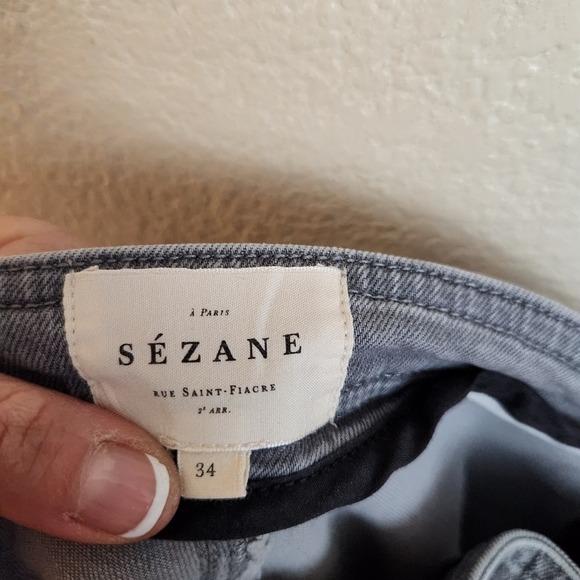 À PARIS
SÉZANE
RUE SAINT-FIACRE
2ᵉ ARR.
34